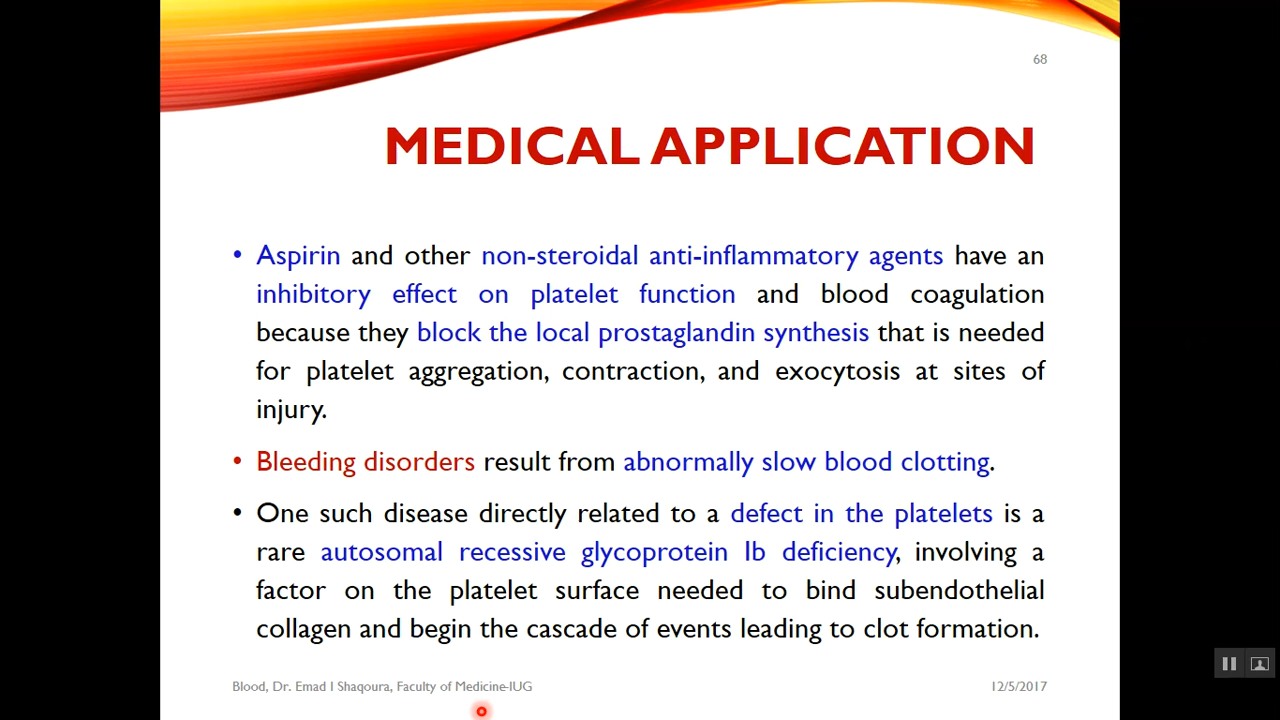 68
MEDICAL APPLICATION
• Aspirin and other non-steroidal anti-inflammatory agents have an
inhibitory effect on platelet function and blood coagulation
because they block the local prostaglandin synthesis that is needed
for platelet aggregation, contraction, and exocytosis at sites of
injury.
• Bleeding disorders result from abnormally slow blood clotting.
• One such disease directly related to a defect in the platelets is a
rare autosomal recessive glycoprotein Ib deficiency, involving a
factor on the platelet surface needed to bind subendothelial
collagen and begin the cascade of events leading to clot formation.
Blood, Dr. Emad I Shaqoura, Faculty of Medicine-IUG
12/5/2017